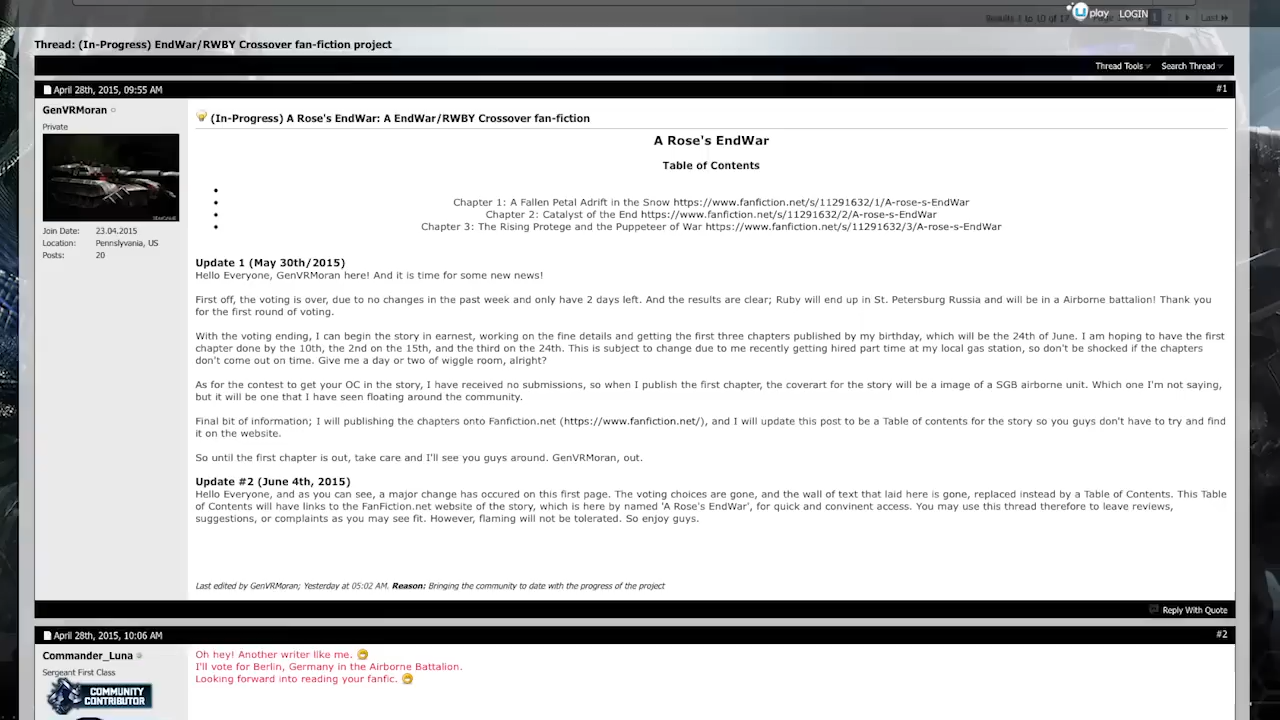 Uplay LOGIN
Results 1 to 10 of 17
1 2 Last
Thread: (In-Progress) EndWar/RWBY Crossover fan-fiction project
Thread Tools Search Thread
April 28th, 2015, 09:55 AM #1
GenVRMoran
Private
Join Date: 23.04.2015
Location: Pennslyvania, US
Posts: 20
(In-Progress) A Rose's EndWar: A EndWar/RWBY Crossover fan-fiction
A Rose's EndWar
Table of Contents
Chapter 1: A Fallen Petal Adrift in the Snow https://www.fanfiction.net/s/11291632/1/A-rose-s-EndWar
Chapter 2: Catalyst of the End https://www.fanfiction.net/s/11291632/2/A-rose-s-EndWar
Chapter 3: The Rising Protege and the Puppeteer of War https://www.fanfiction.net/s/11291632/3/A-rose-s-EndWar
Update 1 (May 30th/2015)
Hello Everyone, GenVRMoran here! And it is time for some new news!
First off, the voting is over, due to no changes in the past week and only have 2 days left. And the results are clear; Ruby will end up in St. Petersburg Russia and will be in a Airborne battalion! Thank you
for the first round of voting.
With the voting ending, I can begin the story in earnest, working on the fine details and getting the first three chapters published by my birthday, which will be the 24th of June. I am hoping to have the first
chapter done by the 10th, the 2nd on the 15th, and the third on the 24th. This is subject to change due to me recently getting hired part time at my local gas station, so don't be shocked if the chapters
don't come out on time. Give me a day or two of wiggle room, alright?
As for the contest to get your OC in the story, I have received no submissions, so when I publish the first chapter, the coverart for the story will be a image of a SGB airborne unit. Which one I'm not saying,
but it will be one that I have seen floating around the community.
Final bit of information; I will publishing the chapters onto Fanfiction.net (https://www.fanfiction.net/), and I will update this post to be a Table of contents for the story so you guys don't have to try and find
it on the website.
So until the first chapter is out, take care and I'll see you guys around. GenVRMoran, out.
Update #2 (June 4th, 2015)
Hello Everyone, and as you can see, a major change has occured on this first page. The voting choices are gone, and the wall of text that laid here is gone, replaced instead by a Table of Contents. This Table
of Contents will have links to the FanFiction.net website of the story, which is here by named 'A Rose's EndWar', for quick and convinent access. You may use this thread therefore to leave reviews,
suggestions, or complaints as you may see fit. However, flaming will not be tolerated. So enjoy guys.
Last edited by GenVRMoran; Yesterday at 05:02 AM. Reason: Bringing the community to date with the progress of the project
Reply With Quote
April 28th, 2015, 10:06 AM #2
Commander_Luna
Sergeant First Class
COMMUNITY
CONTRIBUTOR
Oh hey! Another writer like me.
I'll vote for Berlin, Germany in the Airborne Battalion.
Looking forward into reading your fanfic.